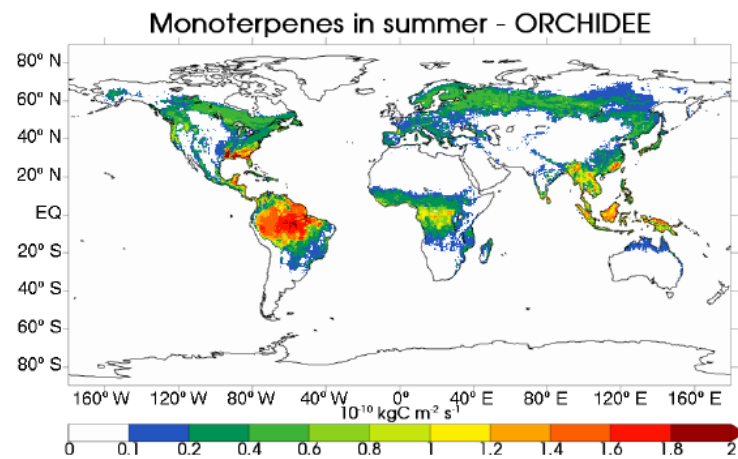 Monoterpenes in summer - ORCHIDEE
80° N
60° N
40° N
20° N
EQ
20° S
40° S
60° S
80° S
160° W 120° W 80° W 40° W 0° 40° E 80° E 120° E 160° E
10⁻¹⁰ kgC m⁻² s⁻¹
0 0.1 0.2 0.4 0.6 0.8 1 1.2 1.4 1.6 1.8 2